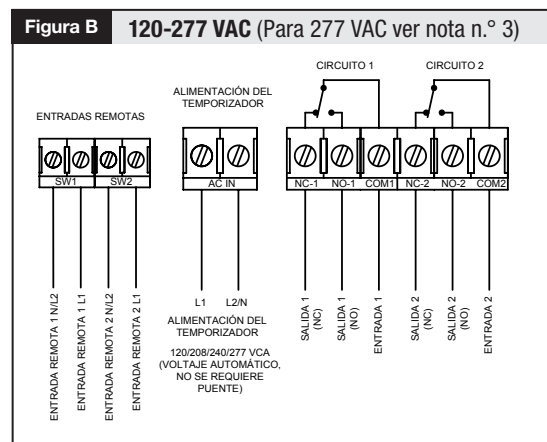 Figura B 120-277 VAC (Para 277 VAC ver nota n.° 3)
CIRCUITO 1
CIRCUITO 2
ALIMENTACIÓN DEL
TEMPORIZADOR
ENTRADAS REMOTAS
SW1 SW2
AC IN
NC-1 NO-1 COM1 NC-2 NO-2 COM2
ENTRADA REMOTA 1 N/L2
ENTRADA REMOTA 1 L1
ENTRADA REMOTA 2 N/L2
ENTRADA REMOTA 2 L1
L1 L2/N
ALIMENTACIÓN DEL
TEMPORIZADOR
120/208/240/277 VCA
(VOLTAJE AUTOMÁTICO,
NO SE REQUIERE
PUENTE)
SALIDA 1
(NC)
SALIDA 1
(NO)
ENTRADA 1
SALIDA 2
(NC)
SALIDA 2
(NO)
ENTRADA 2